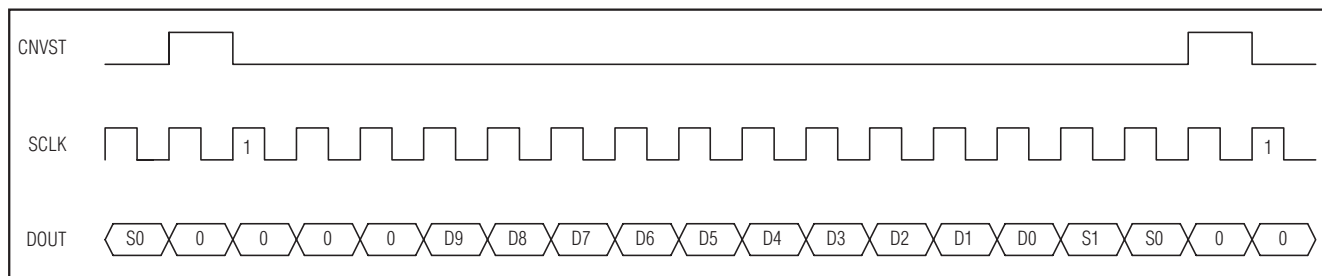 CNVST
SCLK 1 1
DOUT S0 0 0 0 0 D9 D8 D7 D6 D5 D4 D3 D2 D1 D0 S1 S0 0 0